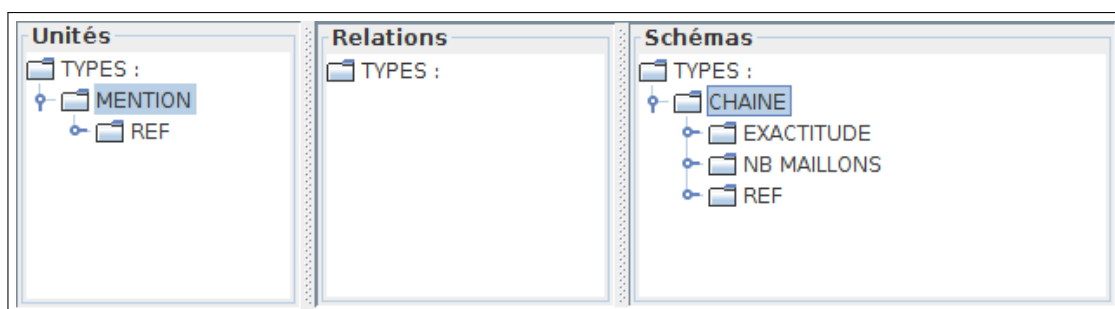 Unités
TYPES :
MENTION
REF
Relations
TYPES :
Schémas
TYPES :
CHAINE
EXACTITUDE
NB MAILLONS
REF